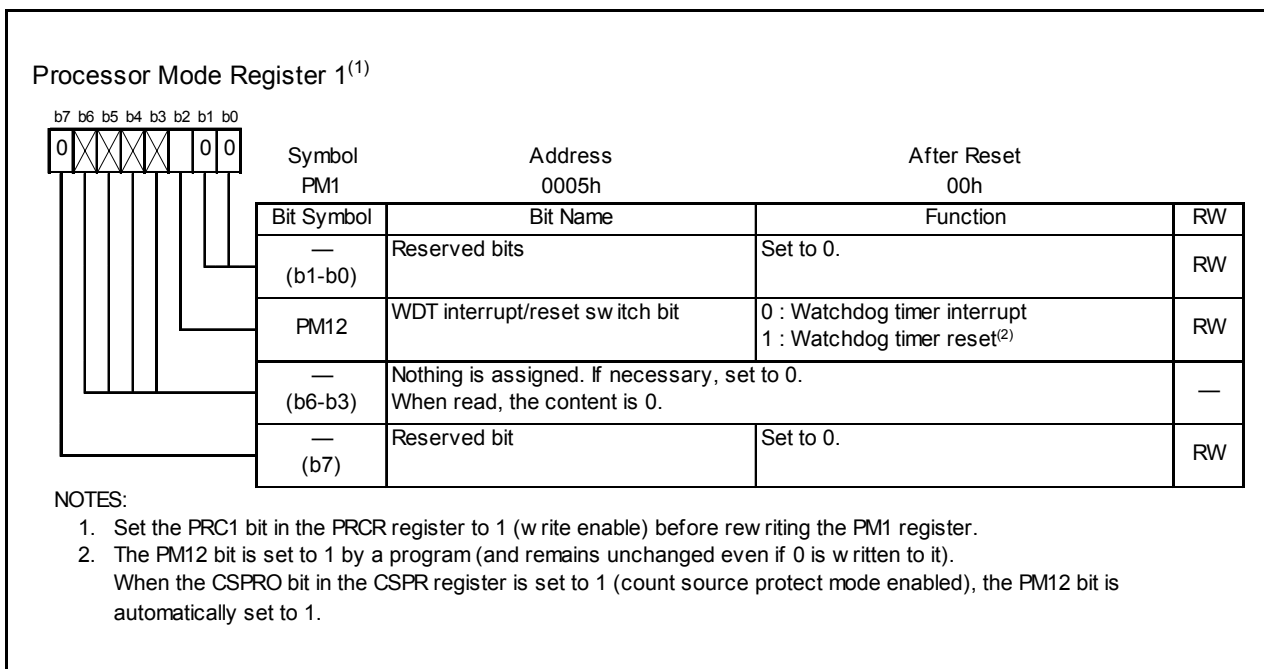 Processor Mode Register 1(1)
b7 b6 b5 b4 b3 b2 b1 b0
0 0 0
Symbol Address After Reset
PM1 0005h 00h
Bit Symbol Bit Name Function RW
— Reserved bits Set to 0. RW
(b1-b0)
PM12 WDT interrupt/reset switch bit 0 : Watchdog timer interrupt RW
1 : Watchdog timer reset(2)
— Nothing is assigned. If necessary, set to 0. —
(b6-b3) When read, the content is 0.
— Reserved bit Set to 0. RW
(b7)
NOTES:
1. Set the PRC1 bit in the PRCR register to 1 (write enable) before rewriting the PM1 register.
2. The PM12 bit is set to 1 by a program (and remains unchanged even if 0 is written to it).
When the CSPRO bit in the CSPR register is set to 1 (count source protect mode enabled), the PM12 bit is
automatically set to 1.